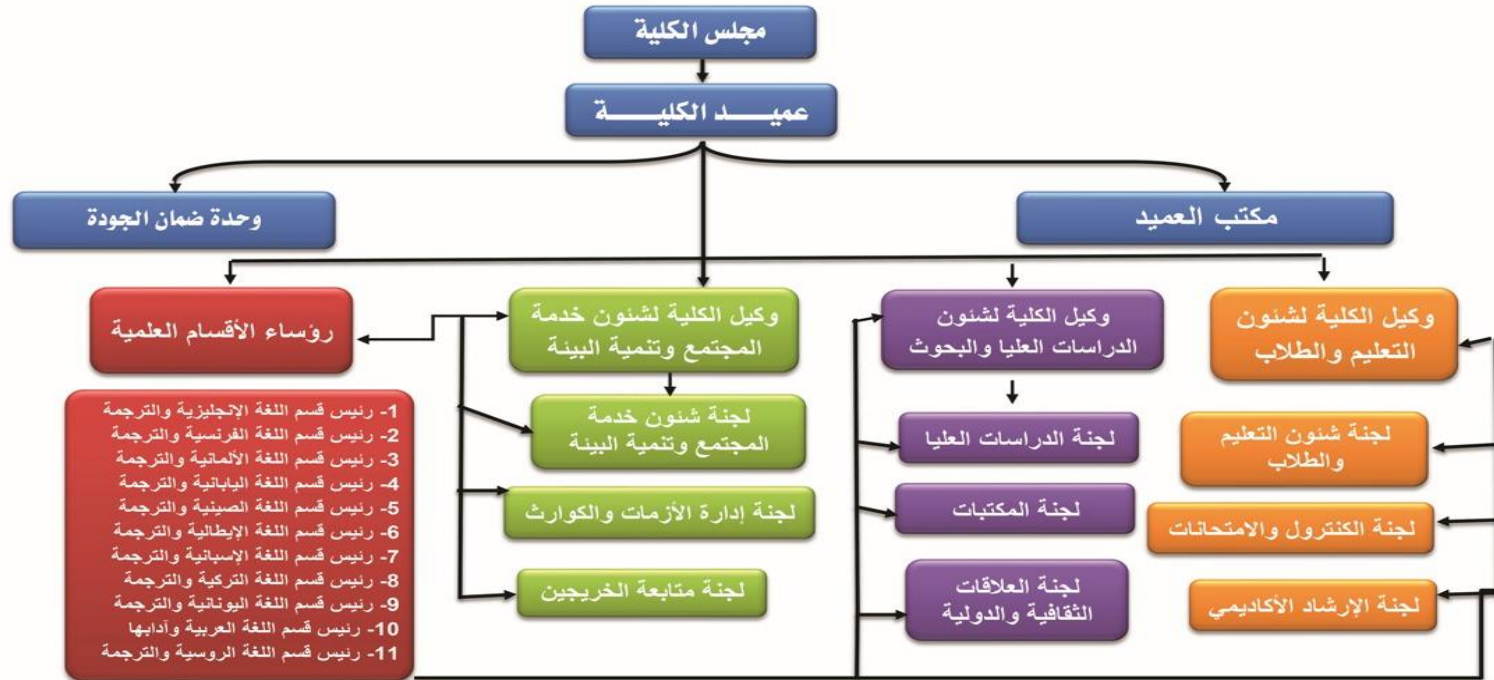 مجلس الكلية
عميـــد الكليـــــة
مكتب العميد
وحدة ضمان الجودة
وكيل الكلية لشئون
التعليم والطلاب
لجنة شئون التعليم
والطلاب
لجنة الكنترول والامتحانات
لجنة الإرشاد الأكاديمي
وكيل الكلية لشئون
الدراسات العليا والبحوث
لجنة الدراسات العليا
لجنة المكتبات
لجنة العلاقات
الثقافية والدولية
وكيل الكلية لشئون خدمة
المجتمع وتنمية البيئة
لجنة شئون خدمة
المجتمع وتنمية البيئة
لجنة إدارة الأزمات والكوارث
لجنة متابعة الخريجين
رؤساء الأقسام العلمية
1- رئيس قسم اللغة الإنجليزية والترجمة
2- رئيس قسم اللغة الفرنسية والترجمة
3- رئيس قسم اللغة الألمانية والترجمة
4- رئيس قسم اللغة اليابانية والترجمة
5- رئيس قسم اللغة الصينية والترجمة
6- رئيس قسم اللغة الإيطالية والترجمة
7- رئيس قسم اللغة الإسبانية والترجمة
8- رئيس قسم اللغة التركية والترجمة
9- رئيس قسم اللغة اليونانية والترجمة
10- رئيس قسم اللغة العربية وآدابها
11- رئيس قسم اللغة الروسية والترجمة